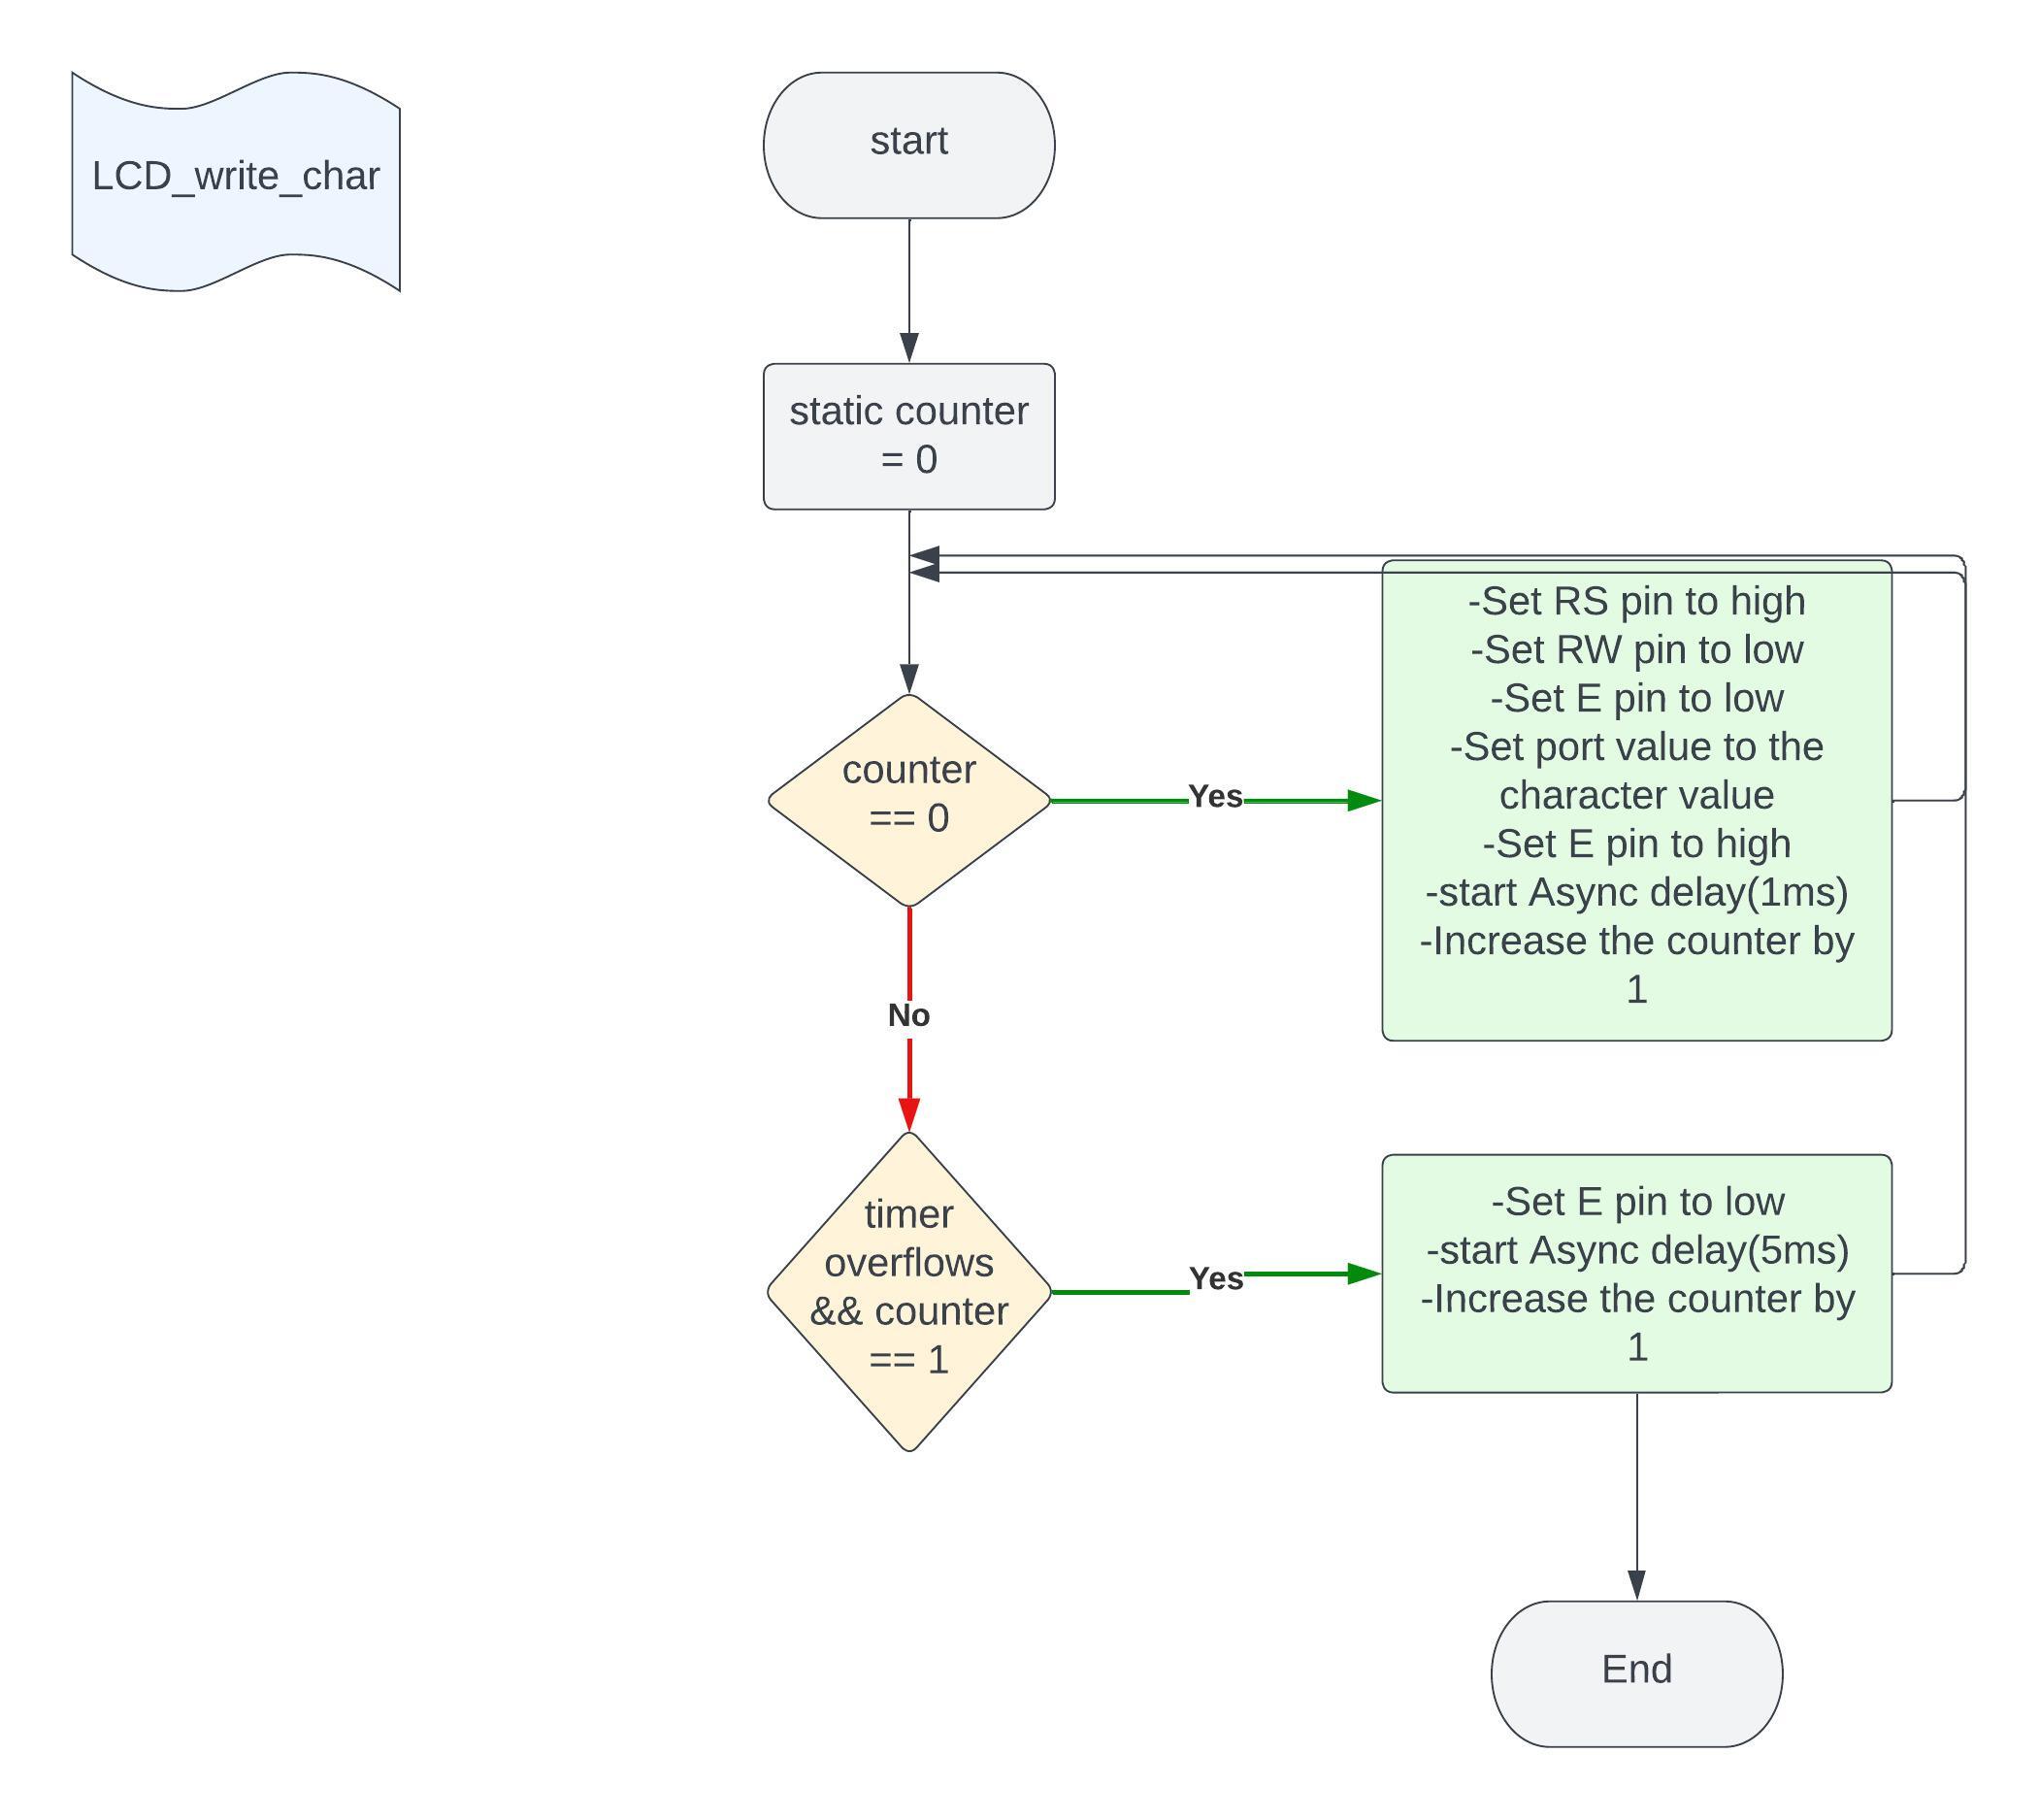 LCD_write_char
start
static counter
= 0
counter
== 0
Yes
-Set RS pin to high
-Set RW pin to low
-Set E pin to low
-Set port value to the
character value
-Set E pin to high
-start Async delay(1ms)
-Increase the counter by
1
No
timer
overflows
&& counter
== 1
Yes
-Set E pin to low
-start Async delay(5ms)
-Increase the counter by
1
End